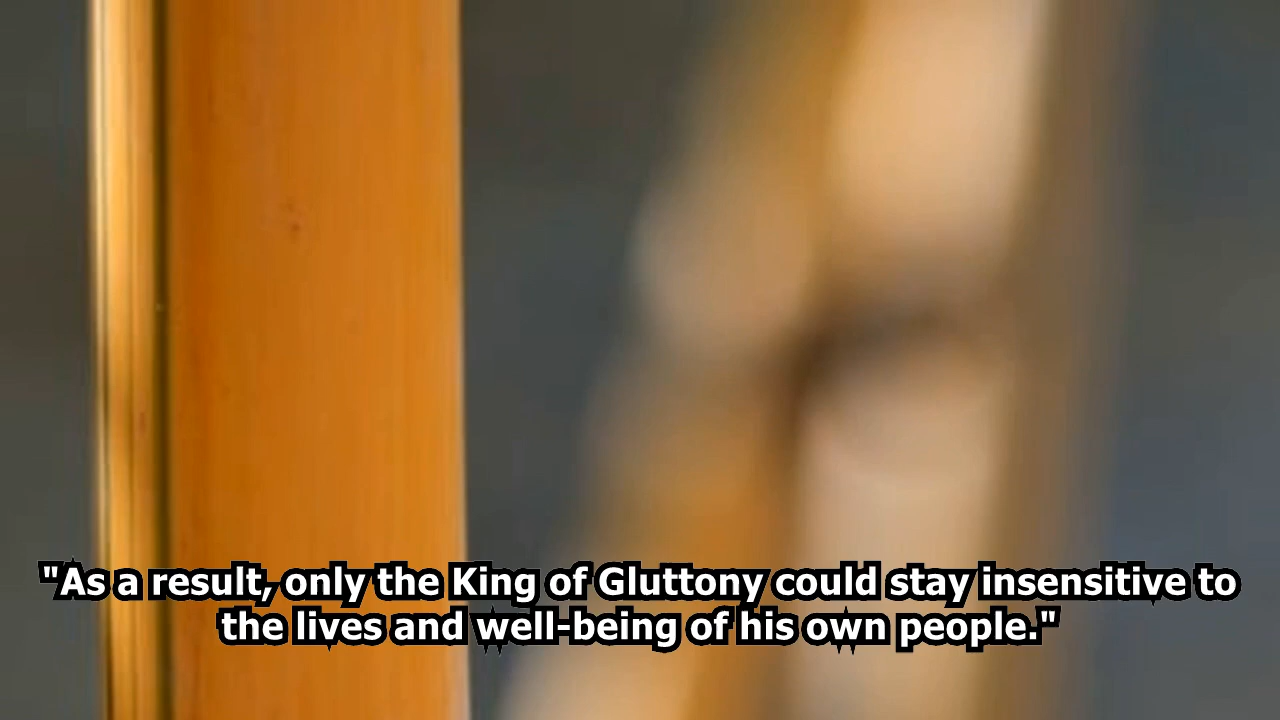 "As a result, only the King of Gluttony could stay insensitive to
the lives and well-being of his own people."